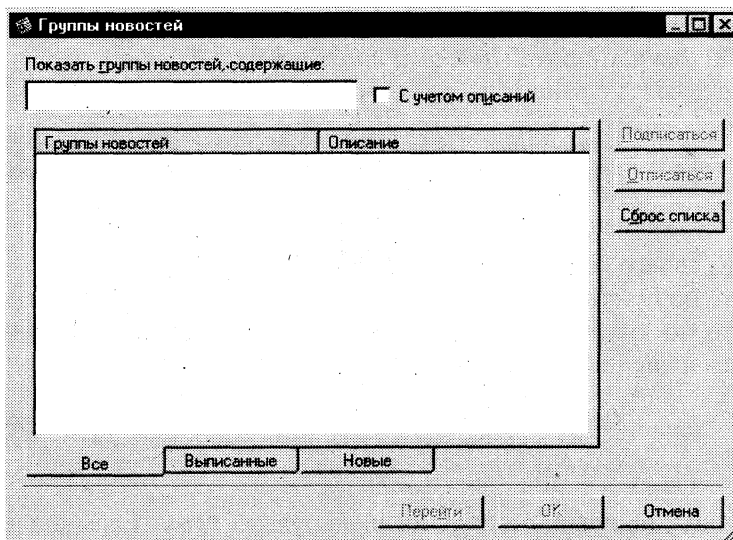 Группы новостей
Показать группы новостей, содержащие:
С учетом описаний
Группы новостей Описание
Подписаться
Отписаться
Сброс списка
Все Выписанные Новые
Перейти ОК Отмена